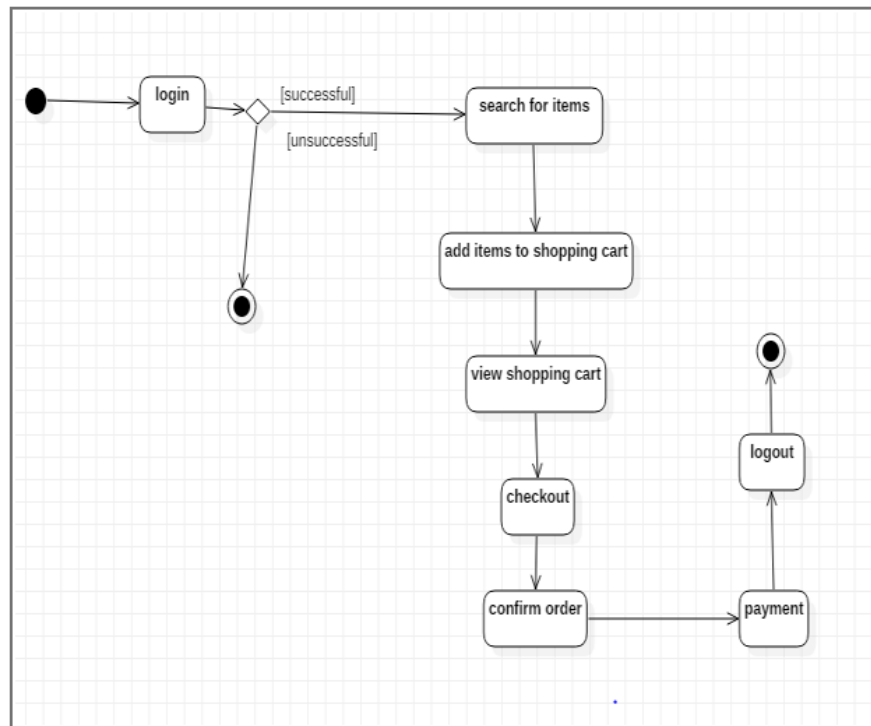 login
[successful]
[unsuccessful]
search for items
add items to shopping cart
view shopping cart
checkout
confirm order
payment
logout